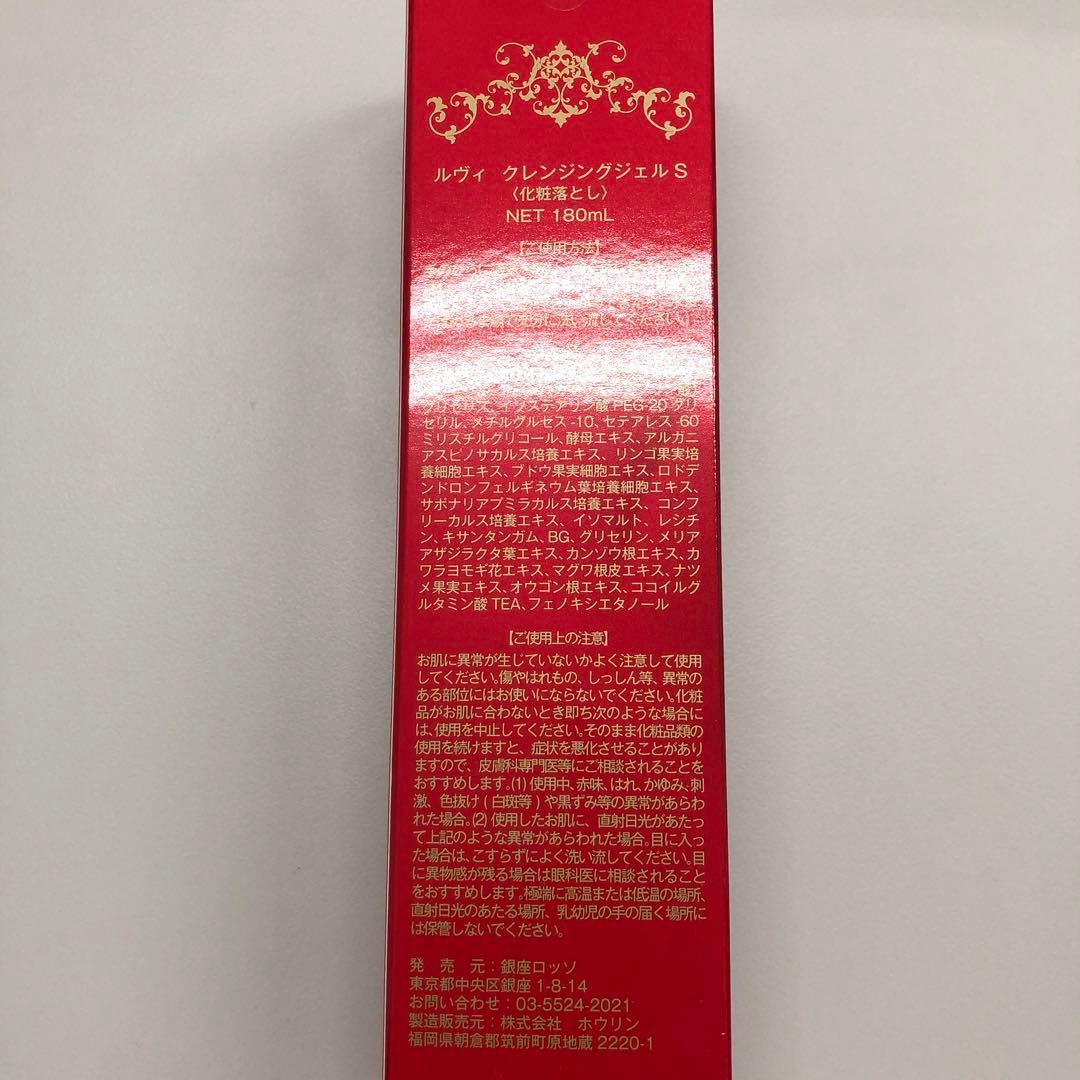 ルヴィ クレンジングジェルS
〈化粧落とし〉
NET 180mL
【ご使用方法】
流してください。
グリセリズ、イソステアリン酸PEG-20グリ
セリル、メチルグルセス-10、セテアレス-60
ミリスチルグリコール、酵母エキス、アルガニ
アスピノサカルス培養エキス、リンゴ果実培
養細胞エキス、ブドウ果実細胞エキス、ロドデ
ンドロンフェルギネウム葉培養細胞エキス、
サポナリアプミラカルス培養エキス、コンフ
リーカルス培養エキス、イソマルト、レシチ
ン、キサンタンガム、BG、グリセリン、メリア
アザジラクタ葉エキス、カンゾウ根エキス、カ
ワラヨモギ花エキス、マグワ根皮エキス、ナツ
メ果実エキス、オウゴン根エキス、ココイルグ
ルタミン酸TEA、フェノキシエタノール
【ご使用上の注意】
お肌に異常が生じていないかよく注意して使用
してください。傷やはれもの、しっしん等、異常の
ある部位にはお使いにならないでください。化粧
品がお肌に合わないとき即ち次のような場合に
は、使用を中止してください。そのまま化粧品類の
使用を続けますと、症状を悪化させることがあり
ますので、皮膚科専門医等にご相談されることを
おすすめします。(1)使用中、赤味、はれ、かゆみ、刺
激、色抜け(白斑等)や黒ずみ等の異常があらわ
れた場合。(2)使用したお肌に、直射日光があたっ
て上記のような異常があらわれた場合。目に入っ
た場合は、こすらずによく洗い流してください。目
に異物感が残る場合は眼科医に相談されること
をおすすめします。極端に高温または低温の場所、
直射日光のあたる場所、乳幼児の手の届く場所に
は保管しないでください。
発 売 元：銀座ロッソ
東京都中央区銀座1-8-14
お問い合わせ：03-5524-2021
製造販売元：株式会社 ホウリン
福岡県朝倉郡筑前町原地蔵2220-1